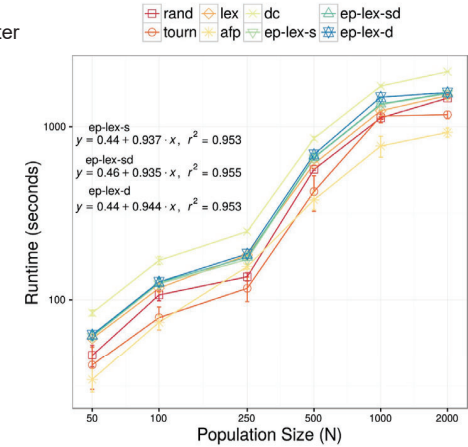 ter
rand lex dc ep-lex-sd
tourn afp ep-lex-s ep-lex-d
1000
ep-lex-s
y = 0.44 + 0.937 · x, r² = 0.953
ep-lex-sd
y = 0.46 + 0.935 · x, r² = 0.955
ep-lex-d
y = 0.44 + 0.944 · x, r² = 0.953
Runtime (seconds)
100
50 100 250 500 1000 2000
Population Size (N)